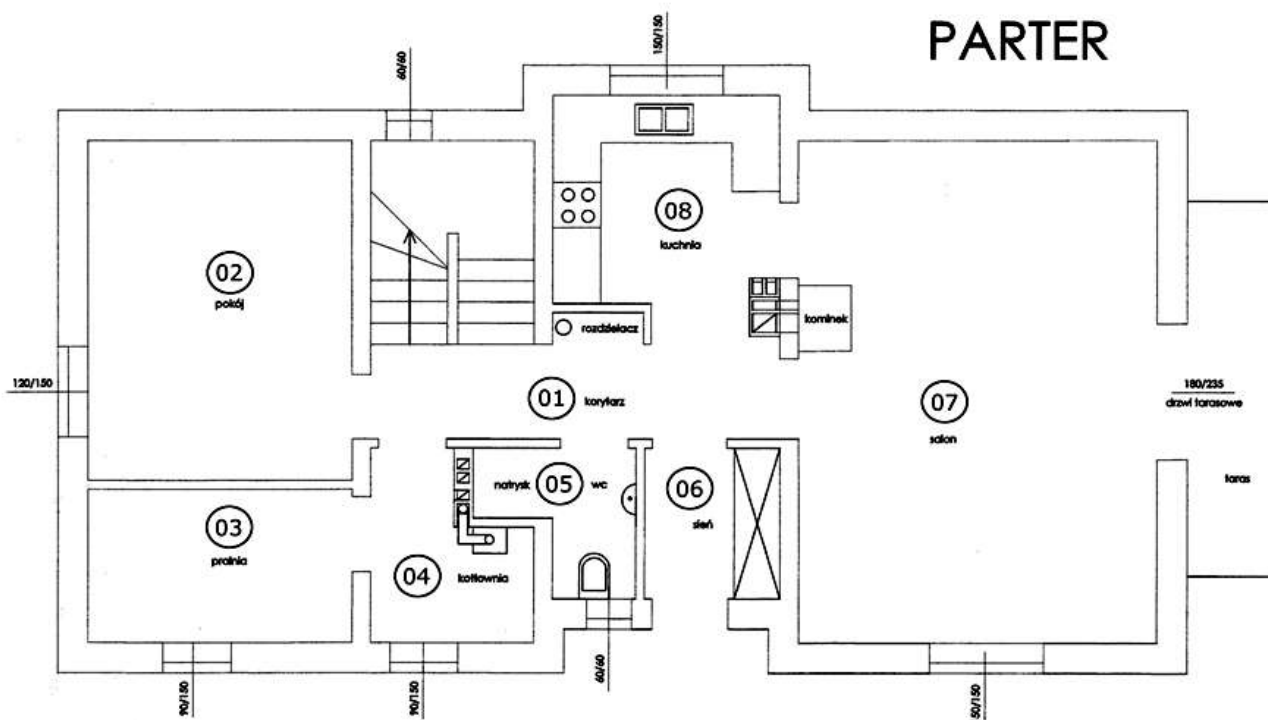 PARTER
150/150
60/60
08
kuchnia
02
pokój
rozdzielacz
kominek
120/150
01
korytarz
07
salon
180/235
drzwi tarasowe
natrysk
05
wc
06
sień
taras
03
pralnia
04
kotłownia
90/150
90/150
60/60
50/150